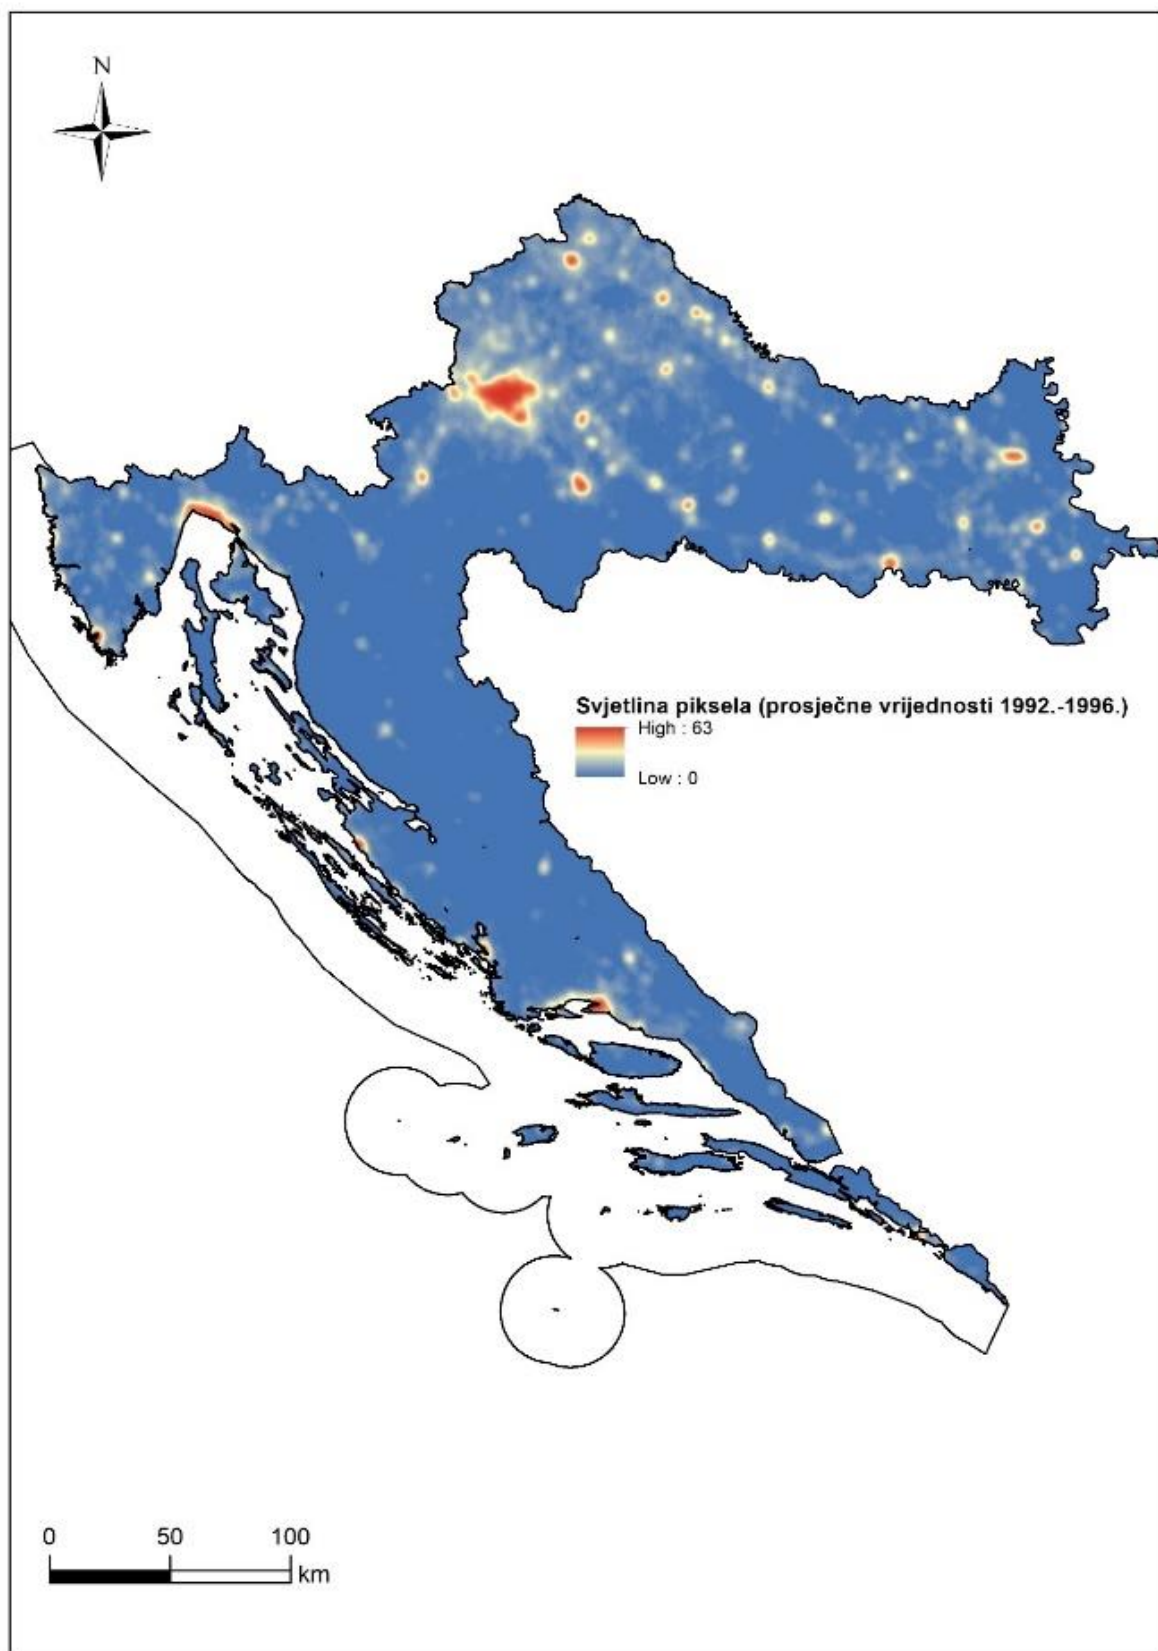 N
Svjetlina piksela (prosječne vrijednosti 1992.-1996.)
High : 63
Low : 0
0 50 100
km